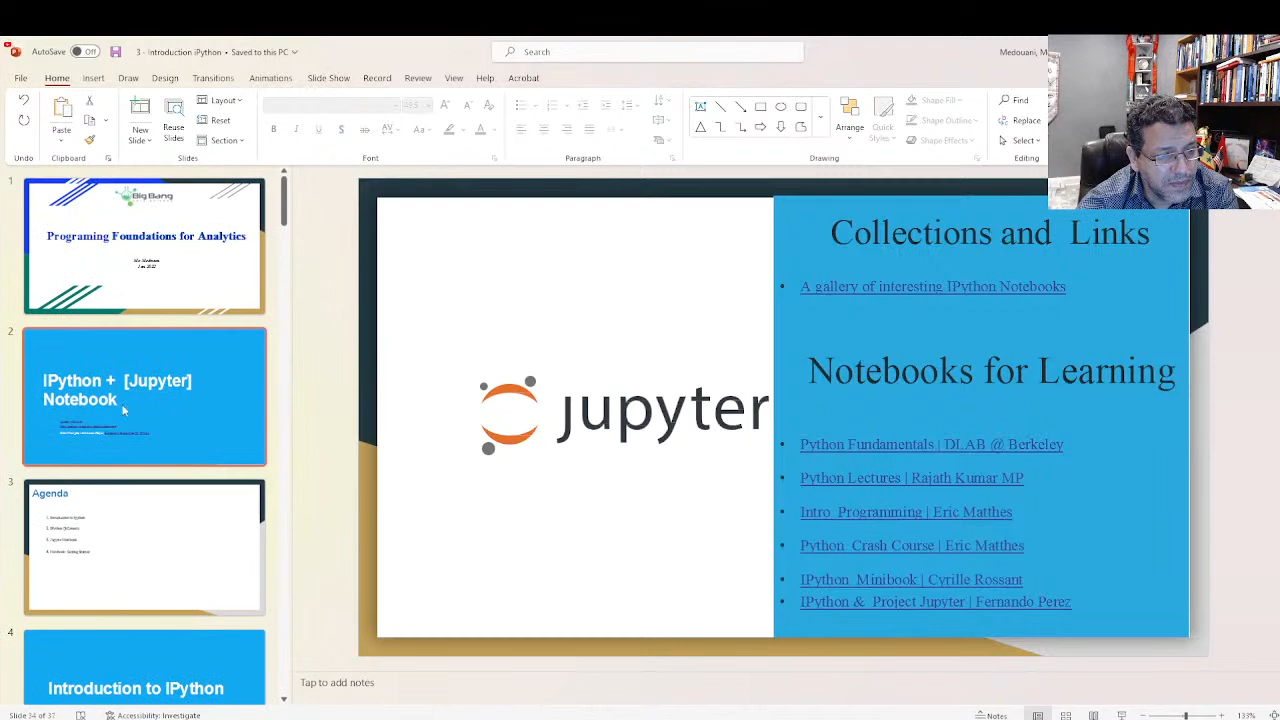 AutoSave
Off
3 - Introduction iPython • Saved to this PC
Search
Medouani, M
File
Home
Insert
Draw
Design
Transitions
Animations
Slide Show
Record
Review
View
Help
Acrobat
Undo
Paste
Clipboard
New
Slide
Reuse
Slides
Layout
Reset
Section
Slides
Font
Paragraph
Arrange
Quick
Styles
Shape Fill
Shape Outline
Shape Effects
Drawing
Find
Replace
Select
Editing
1
Big Bang
Programing Foundations for Analytics
2
IPython + [Jupyter]
Notebook
3
Agenda
4
Introduction to IPython
jupyter
Collections and Links
• A gallery of interesting IPython Notebooks
Notebooks for Learning
• Python Fundamentals | DLAB @ Berkeley
• Python Lectures | Rajath Kumar MP
• Intro Programming | Eric Matthes
• Python Crash Course | Eric Matthes
• IPython Minibook | Cyrille Rossant
• IPython & Project Jupyter | Fernando Perez
Tap to add notes
Slide 34 of 37
Accessibility: Investigate
Notes
133%